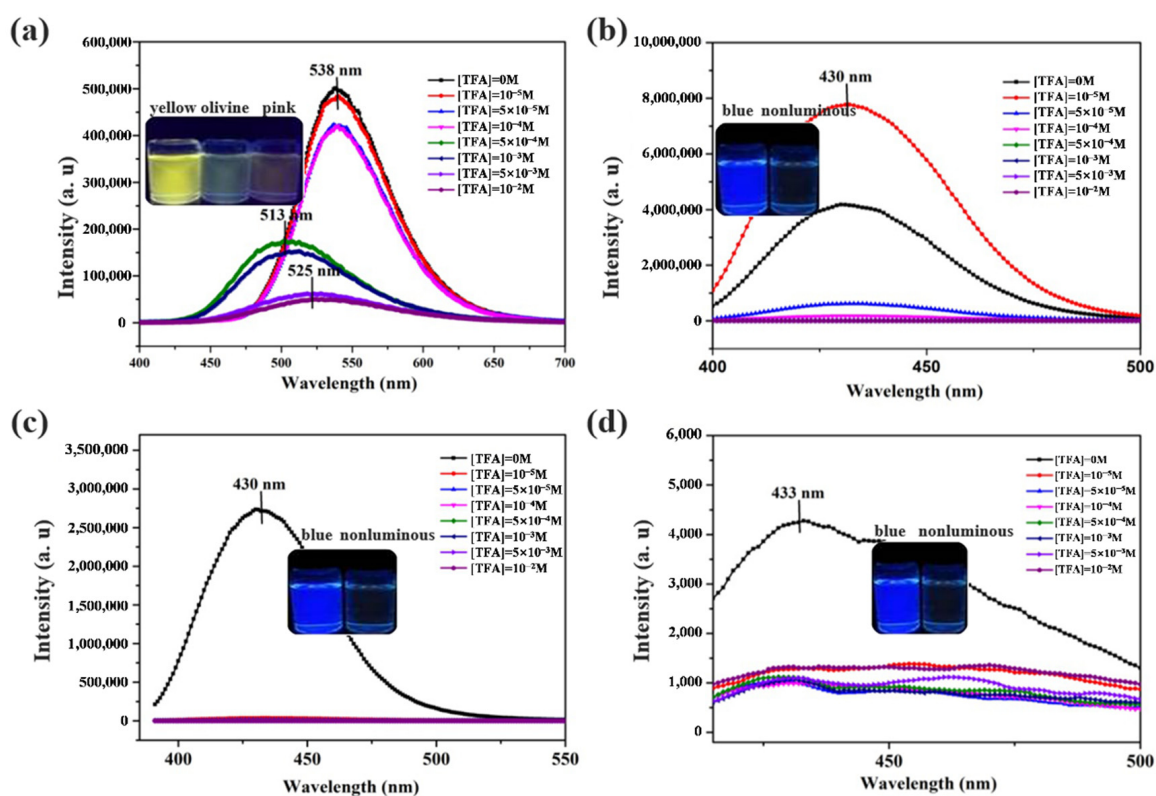 (a)
600,000
500,000
400,000
300,000
200,000
150,000
100,000
50,000
0
Intensity (a. u)
400 450 500 550 600 650 700
Wavelength (nm)
538 nm
513 nm
525 nm
yellow olivine pink
[TFA]=0M
[TFA]=10⁻⁵M
[TFA]=5×10⁻⁵M
[TFA]=10⁻⁴M
[TFA]=5×10⁻⁴M
[TFA]=10⁻³M
[TFA]=5×10⁻³M
[TFA]=10⁻²M
(b)
10,000,000
8,000,000
6,000,000
4,000,000
2,000,000
0
Intensity (a. u)
400 450 500
Wavelength (nm)
430 nm
blue nonluminous
[TFA]=0M
[TFA]=10⁻⁵M
[TFA]=5×10⁻⁵M
[TFA]=10⁻⁴M
[TFA]=5×10⁻⁴M
[TFA]=10⁻³M
[TFA]=5×10⁻³M
[TFA]=10⁻²M
(c)
3,500,000
3,000,000
2,500,000
2,000,000
1,500,000
1,000,000
500,000
0
Intensity (a. u)
400 450 500 550
Wavelength (nm)
430 nm
blue nonluminous
[TFA]=0M
[TFA]=10⁻⁵M
[TFA]=5×10⁻⁵M
[TFA]=10⁻⁴M
[TFA]=5×10⁻⁴M
[TFA]=10⁻³M
[TFA]=5×10⁻³M
[TFA]=10⁻²M
(d)
6,000
5,000
4,000
3,000
2,000
1,000
0
Intensity (a. u)
450 500
Wavelength (nm)
433 nm
blue nonluminous
[TFA]=0M
[TFA]=10⁻⁵M
[TFA]=5×10⁻⁵M
[TFA]=10⁻⁴M
[TFA]=5×10⁻⁴M
[TFA]=10⁻³M
[TFA]=5×10⁻³M
[TFA]=10⁻²M